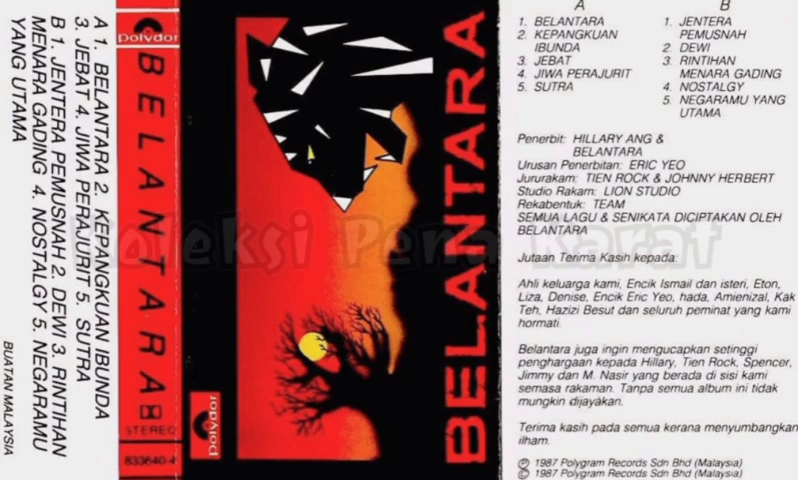 A 1. BELANTARA 2. KEPANGKUAN IBUNDA
3. JEBAT 4. JIWA PERAJURIT 5. SUTRA
B 1. JENTERA PEMUSNAH 2. DEWI 3. RINTIHAN
MENARA GADING 4. NOSTALGY 5. NEGARAMU
YANG UTAMA
BUATAN MALAYSIA
polydor
BELANTARA
STEREO
833640-4
BELANTARA
polydor
A
1. BELANTARA
2. KEPANGKUAN
IBUNDA
3. JEBAT
4. JIWA PERAJURIT
5. SUTRA
B
1. JENTERA
PEMUSNAH
2. DEWI
3. RINTIHAN
MENARA GADING
4. NOSTALGY
5. NEGARAMU YANG
UTAMA
Penerbit: HILLARY ANG &
BELANTARA
Urusan Penerbitan: ERIC YEO
Jururakam: TIEN ROCK & JOHNNY HERBERT
Studio Rakam: LION STUDIO
Rekabentuk: TEAM
SEMUA LAGU & SENIKATA DICIPTAKAN OLEH
BELANTARA
Jutaan Terima Kasih kepada:
Ahli keluarga kami, Encik Ismail dan isteri, Eton,
Liza, Denise, Encik Eric Yeo, hada, Amienizal, Kak
Teh, Hazizi Besut dan seluruh peminat yang kami
hormati.
Belantara juga ingin mengucapkan setinggi
penghargaan kepada Hillary, Tien Rock, Spencer,
Jimmy dan M. Nasir yang berada di sisi kami
semasa rakaman. Tanpa semua album ini tidak
mungkin dijayakan.
Terima kasih pada semua kerana menyumbangkan
ilham.
℗ 1987 Polygram Records Sdn Bhd (Malaysia)
© 1987 Polygram Records Sdn Bhd (Malaysia)
Koleksi Pena Karat